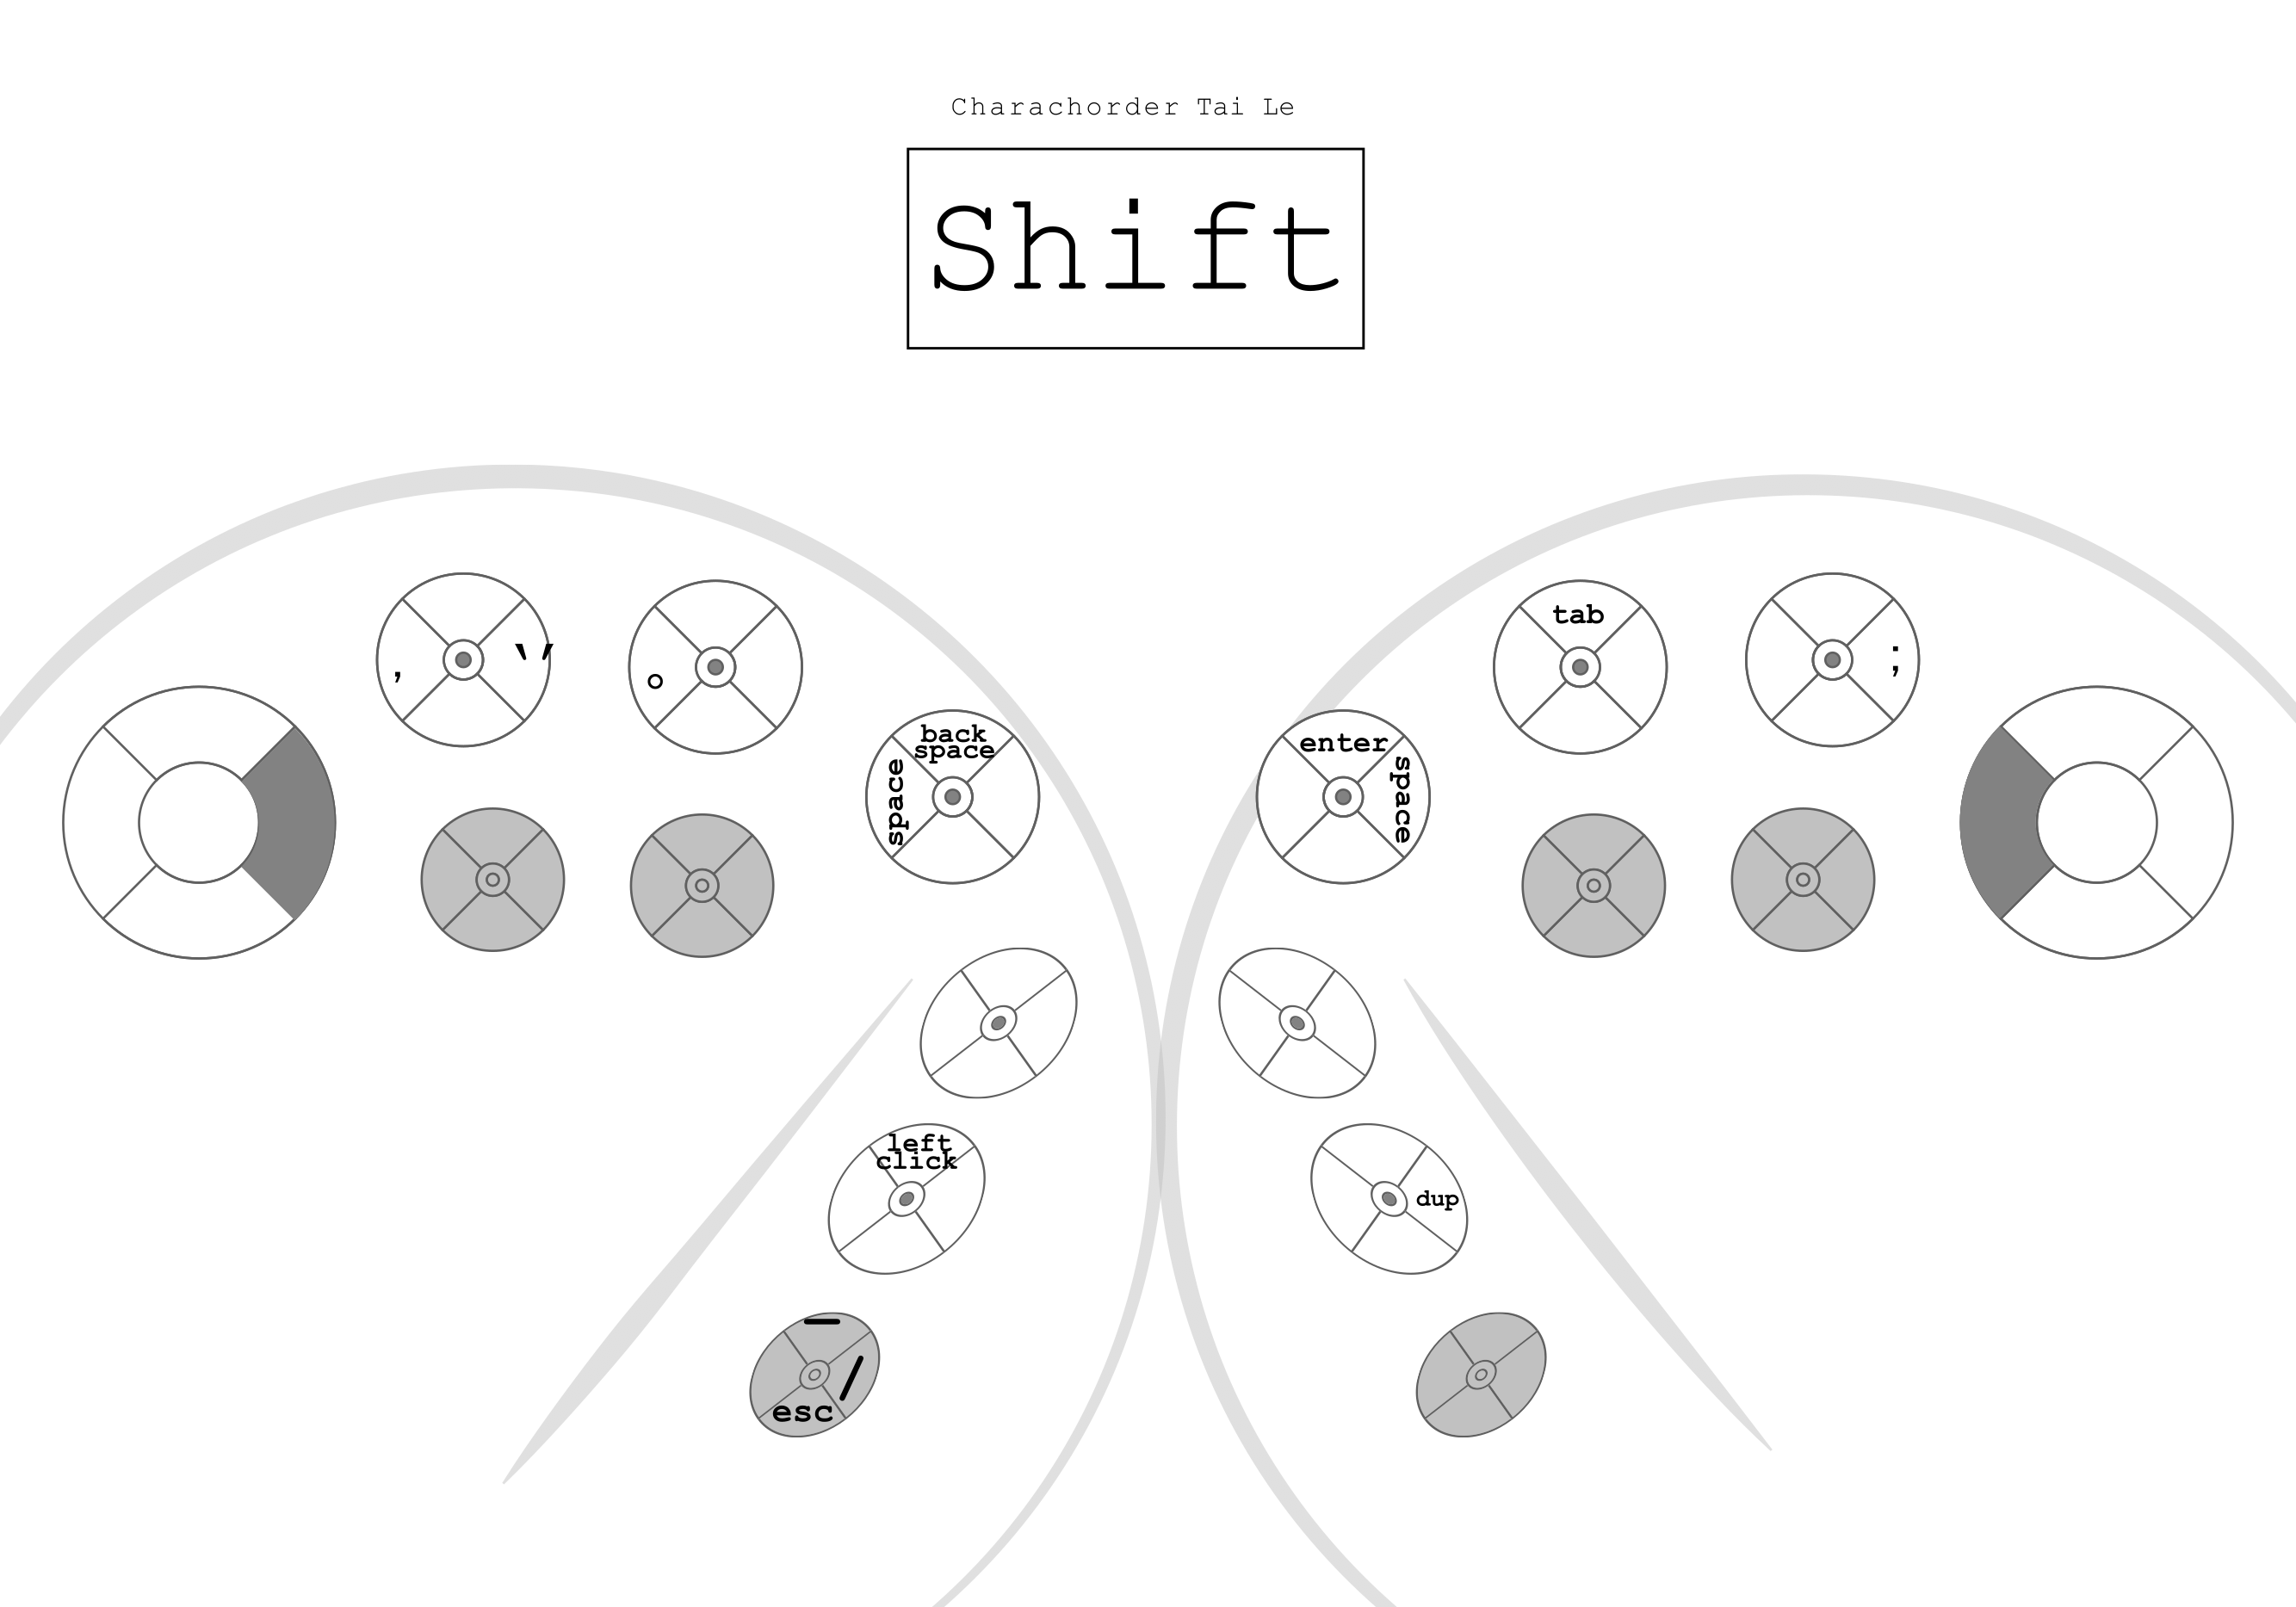 Charachorder Tai Le
Shift
tab
, ‵′
。
;
back
space
space
enter
space
left
click
dup
—
/
esc